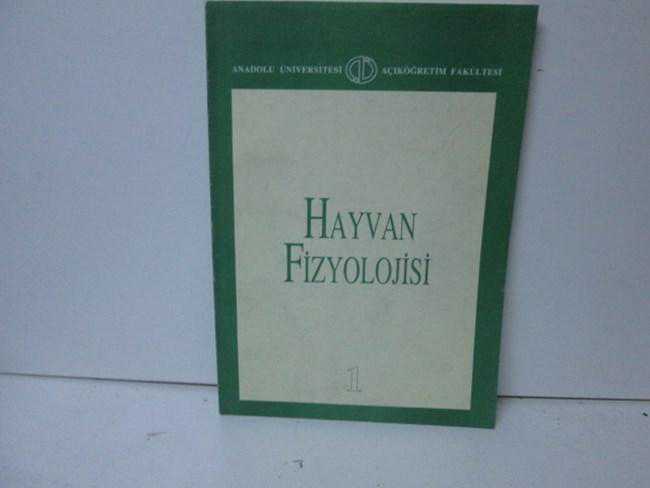 ANADOLU ÜNİVERSİTESİ AÇIKÖĞRETİM FAKÜLTESİ
HAYVAN
FİZYOLOJİSİ
1